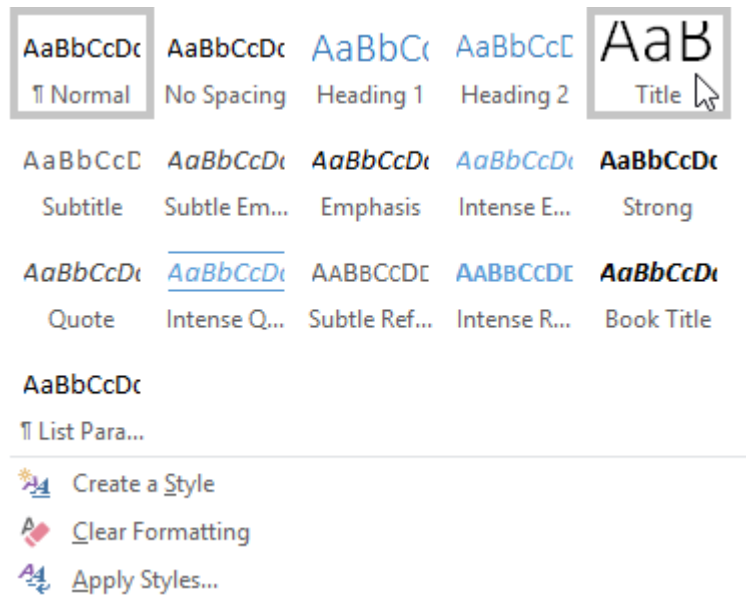 AaBbCcDc AaBbCcDc AaBbCc AaBbCcD AaB
¶ Normal No Spacing Heading 1 Heading 2 Title
AaBbCcD AaBbCcDc AaBbCcDc AaBbCcDc AaBbCcDc
Subtitle Subtle Em... Emphasis Intense E... Strong
AaBbCcDc AaBbCcDc AABBCCDD AABBCCDD AaBbCcDc
Quote Intense Q... Subtle Ref... Intense R... Book Title
AaBbCcDc
¶ List Para...
Create a Style
Clear Formatting
Apply Styles...